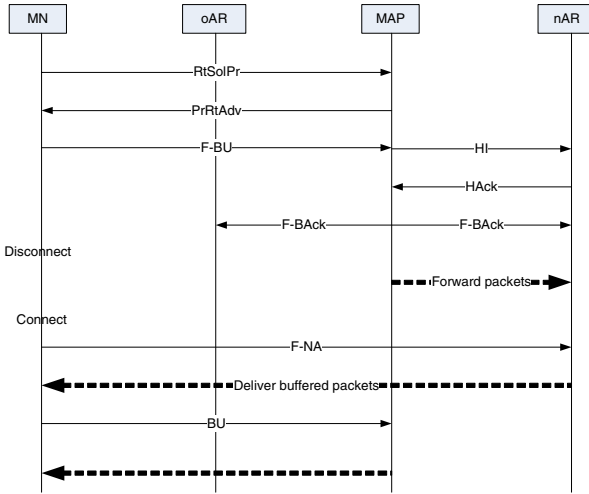 MN
oAR
MAP
nAR
RtSolPr
PrRtAdv
F-BU
HI
HAck
F-BAck
F-BAck
Disconnect
Forward packets
Connect
F-NA
Deliver buffered packets
BU